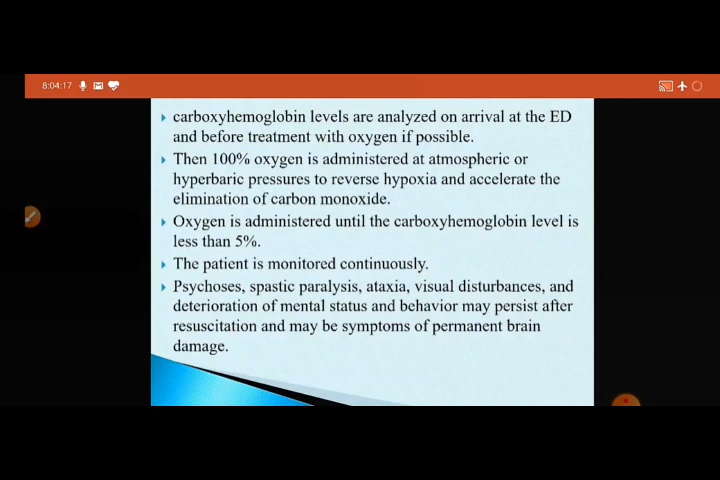 8:04:17
carboxyhemoglobin levels are analyzed on arrival at the ED
and before treatment with oxygen if possible.
Then 100% oxygen is administered at atmospheric or
hyperbaric pressures to reverse hypoxia and accelerate the
elimination of carbon monoxide.
Oxygen is administered until the carboxyhemoglobin level is
less than 5%.
The patient is monitored continuously.
Psychoses, spastic paralysis, ataxia, visual disturbances, and
deterioration of mental status and behavior may persist after
resuscitation and may be symptoms of permanent brain
damage.